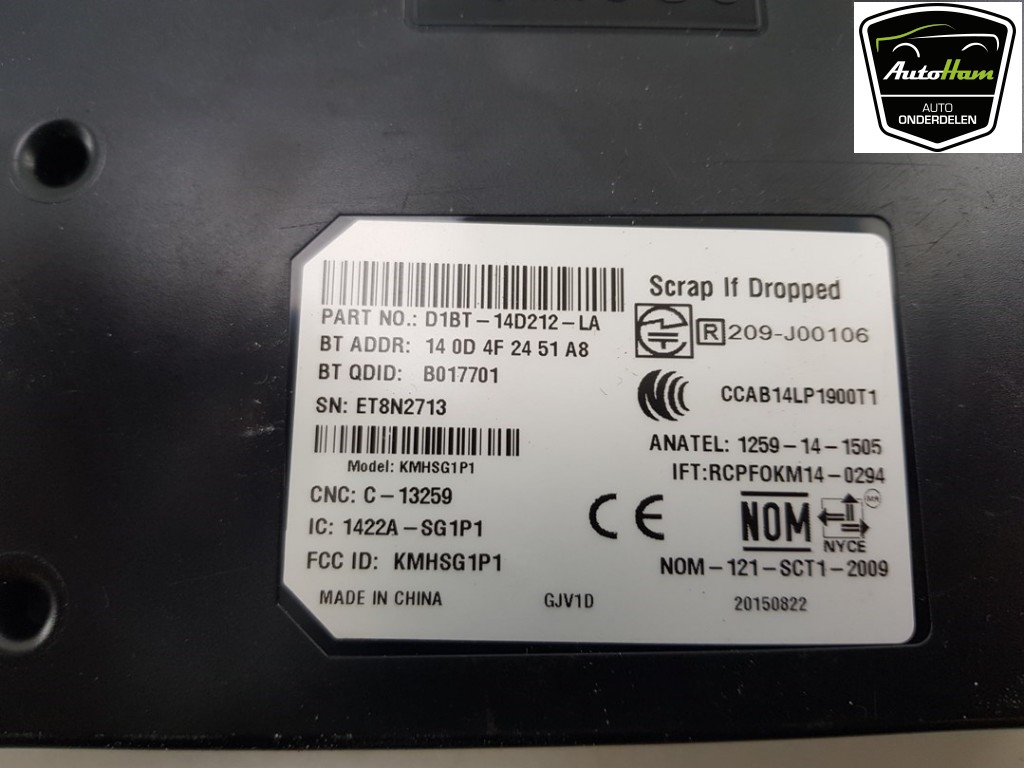 AutoHam
AUTO
ONDERDELEN
Scrap If Dropped
PART NO.: D1BT-14D212-LA
R 209-J00106
BT ADDR: 14 0D 4F 24 51 A8
BT QDID: B017701
CCAB14LP1900T1
SN: ET8N2713
ANATEL: 1259-14-1505
Model: KMHSG1P1
IFT:RCPFOKM14-0294
CNC: C-13259
CE
NOM
NYCE
IC: 1422A-SG1P1
FCC ID: KMHSG1P1
NOM-121-SCT1-2009
MADE IN CHINA
GJV1D
20150822